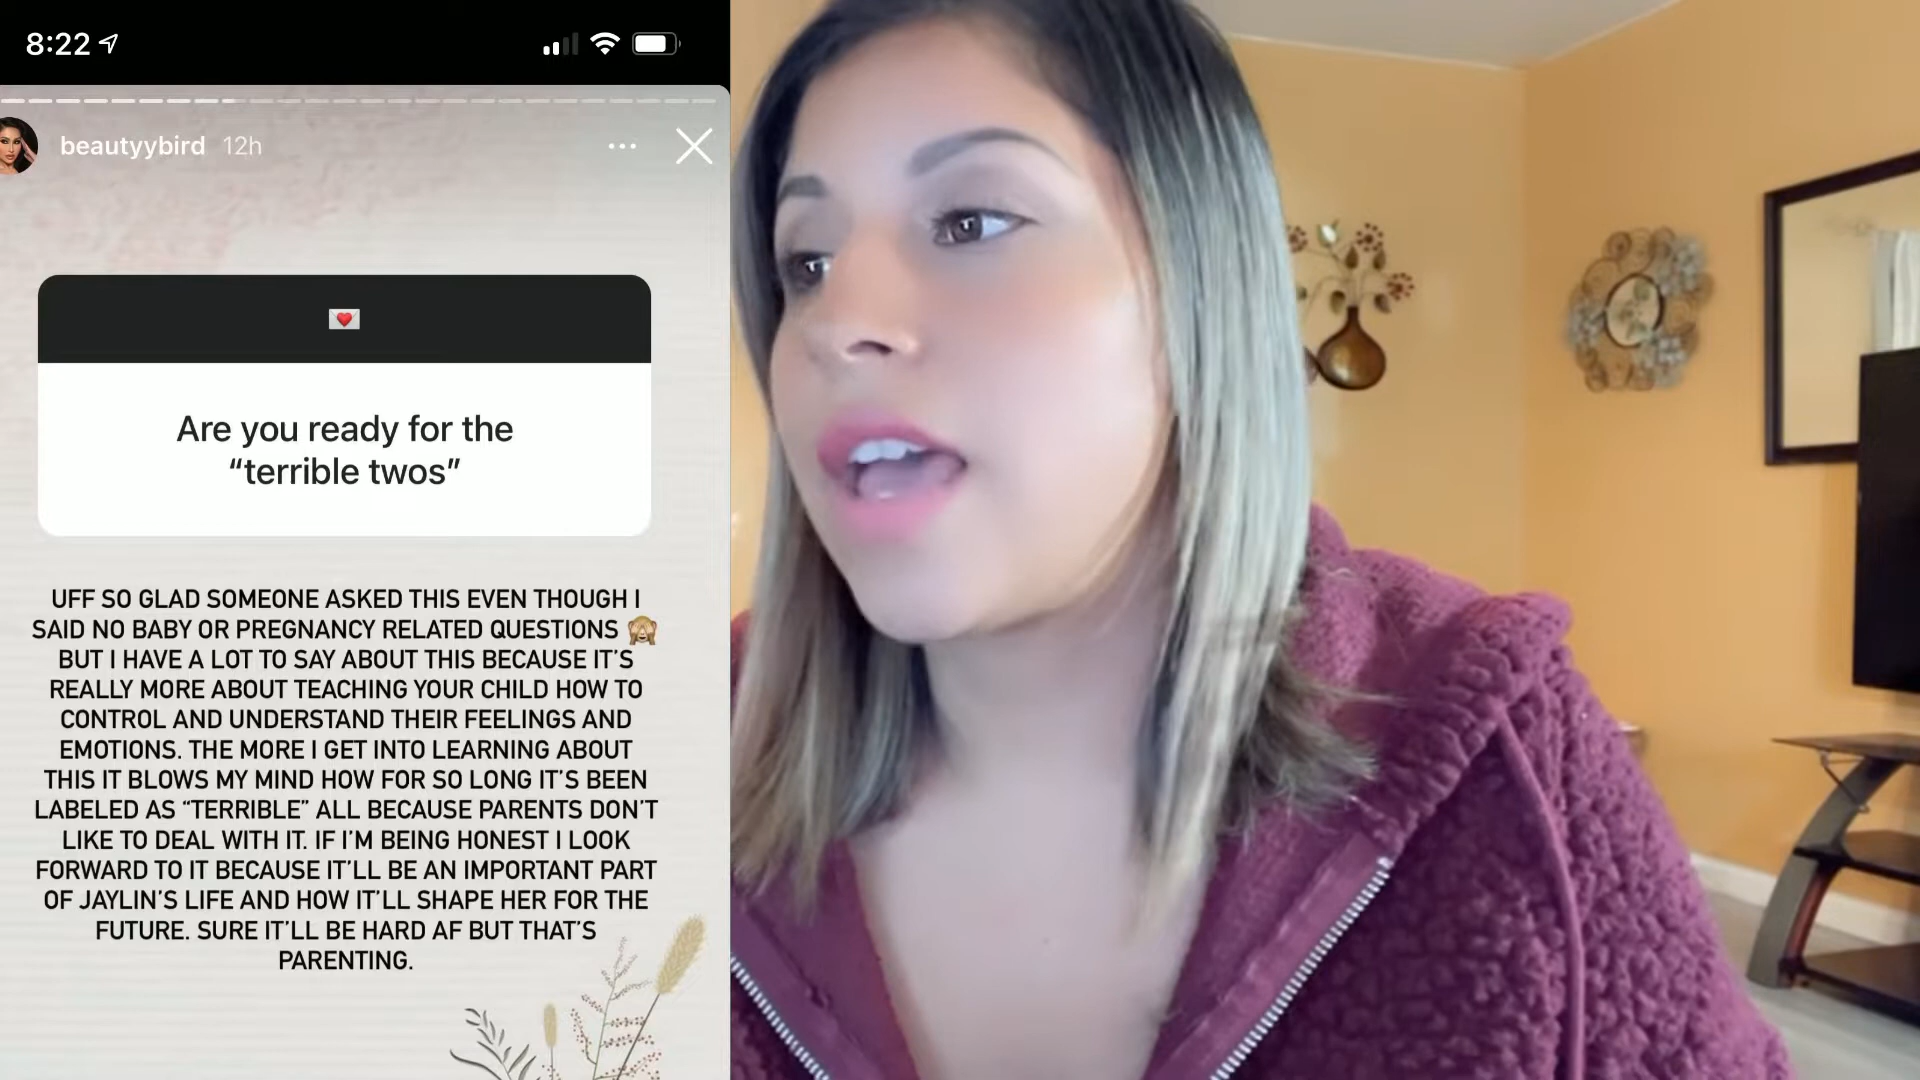 8:22
beautyybird 12h
Are you ready for the
“terrible twos”
UFF SO GLAD SOMEONE ASKED THIS EVEN THOUGH I
SAID NO BABY OR PREGNANCY RELATED QUESTIONS 🙈
BUT I HAVE A LOT TO SAY ABOUT THIS BECAUSE IT'S
REALLY MORE ABOUT TEACHING YOUR CHILD HOW TO
CONTROL AND UNDERSTAND THEIR FEELINGS AND
EMOTIONS. THE MORE I GET INTO LEARNING ABOUT
THIS IT BLOWS MY MIND HOW FOR SO LONG IT'S BEEN
LABELED AS “TERRIBLE” ALL BECAUSE PARENTS DON'T
LIKE TO DEAL WITH IT. IF I'M BEING HONEST I LOOK
FORWARD TO IT BECAUSE IT'LL BE AN IMPORTANT PART
OF JAYLIN'S LIFE AND HOW IT'LL SHAPE HER FOR THE
FUTURE. SURE IT'LL BE HARD AF BUT THAT'S
PARENTING.